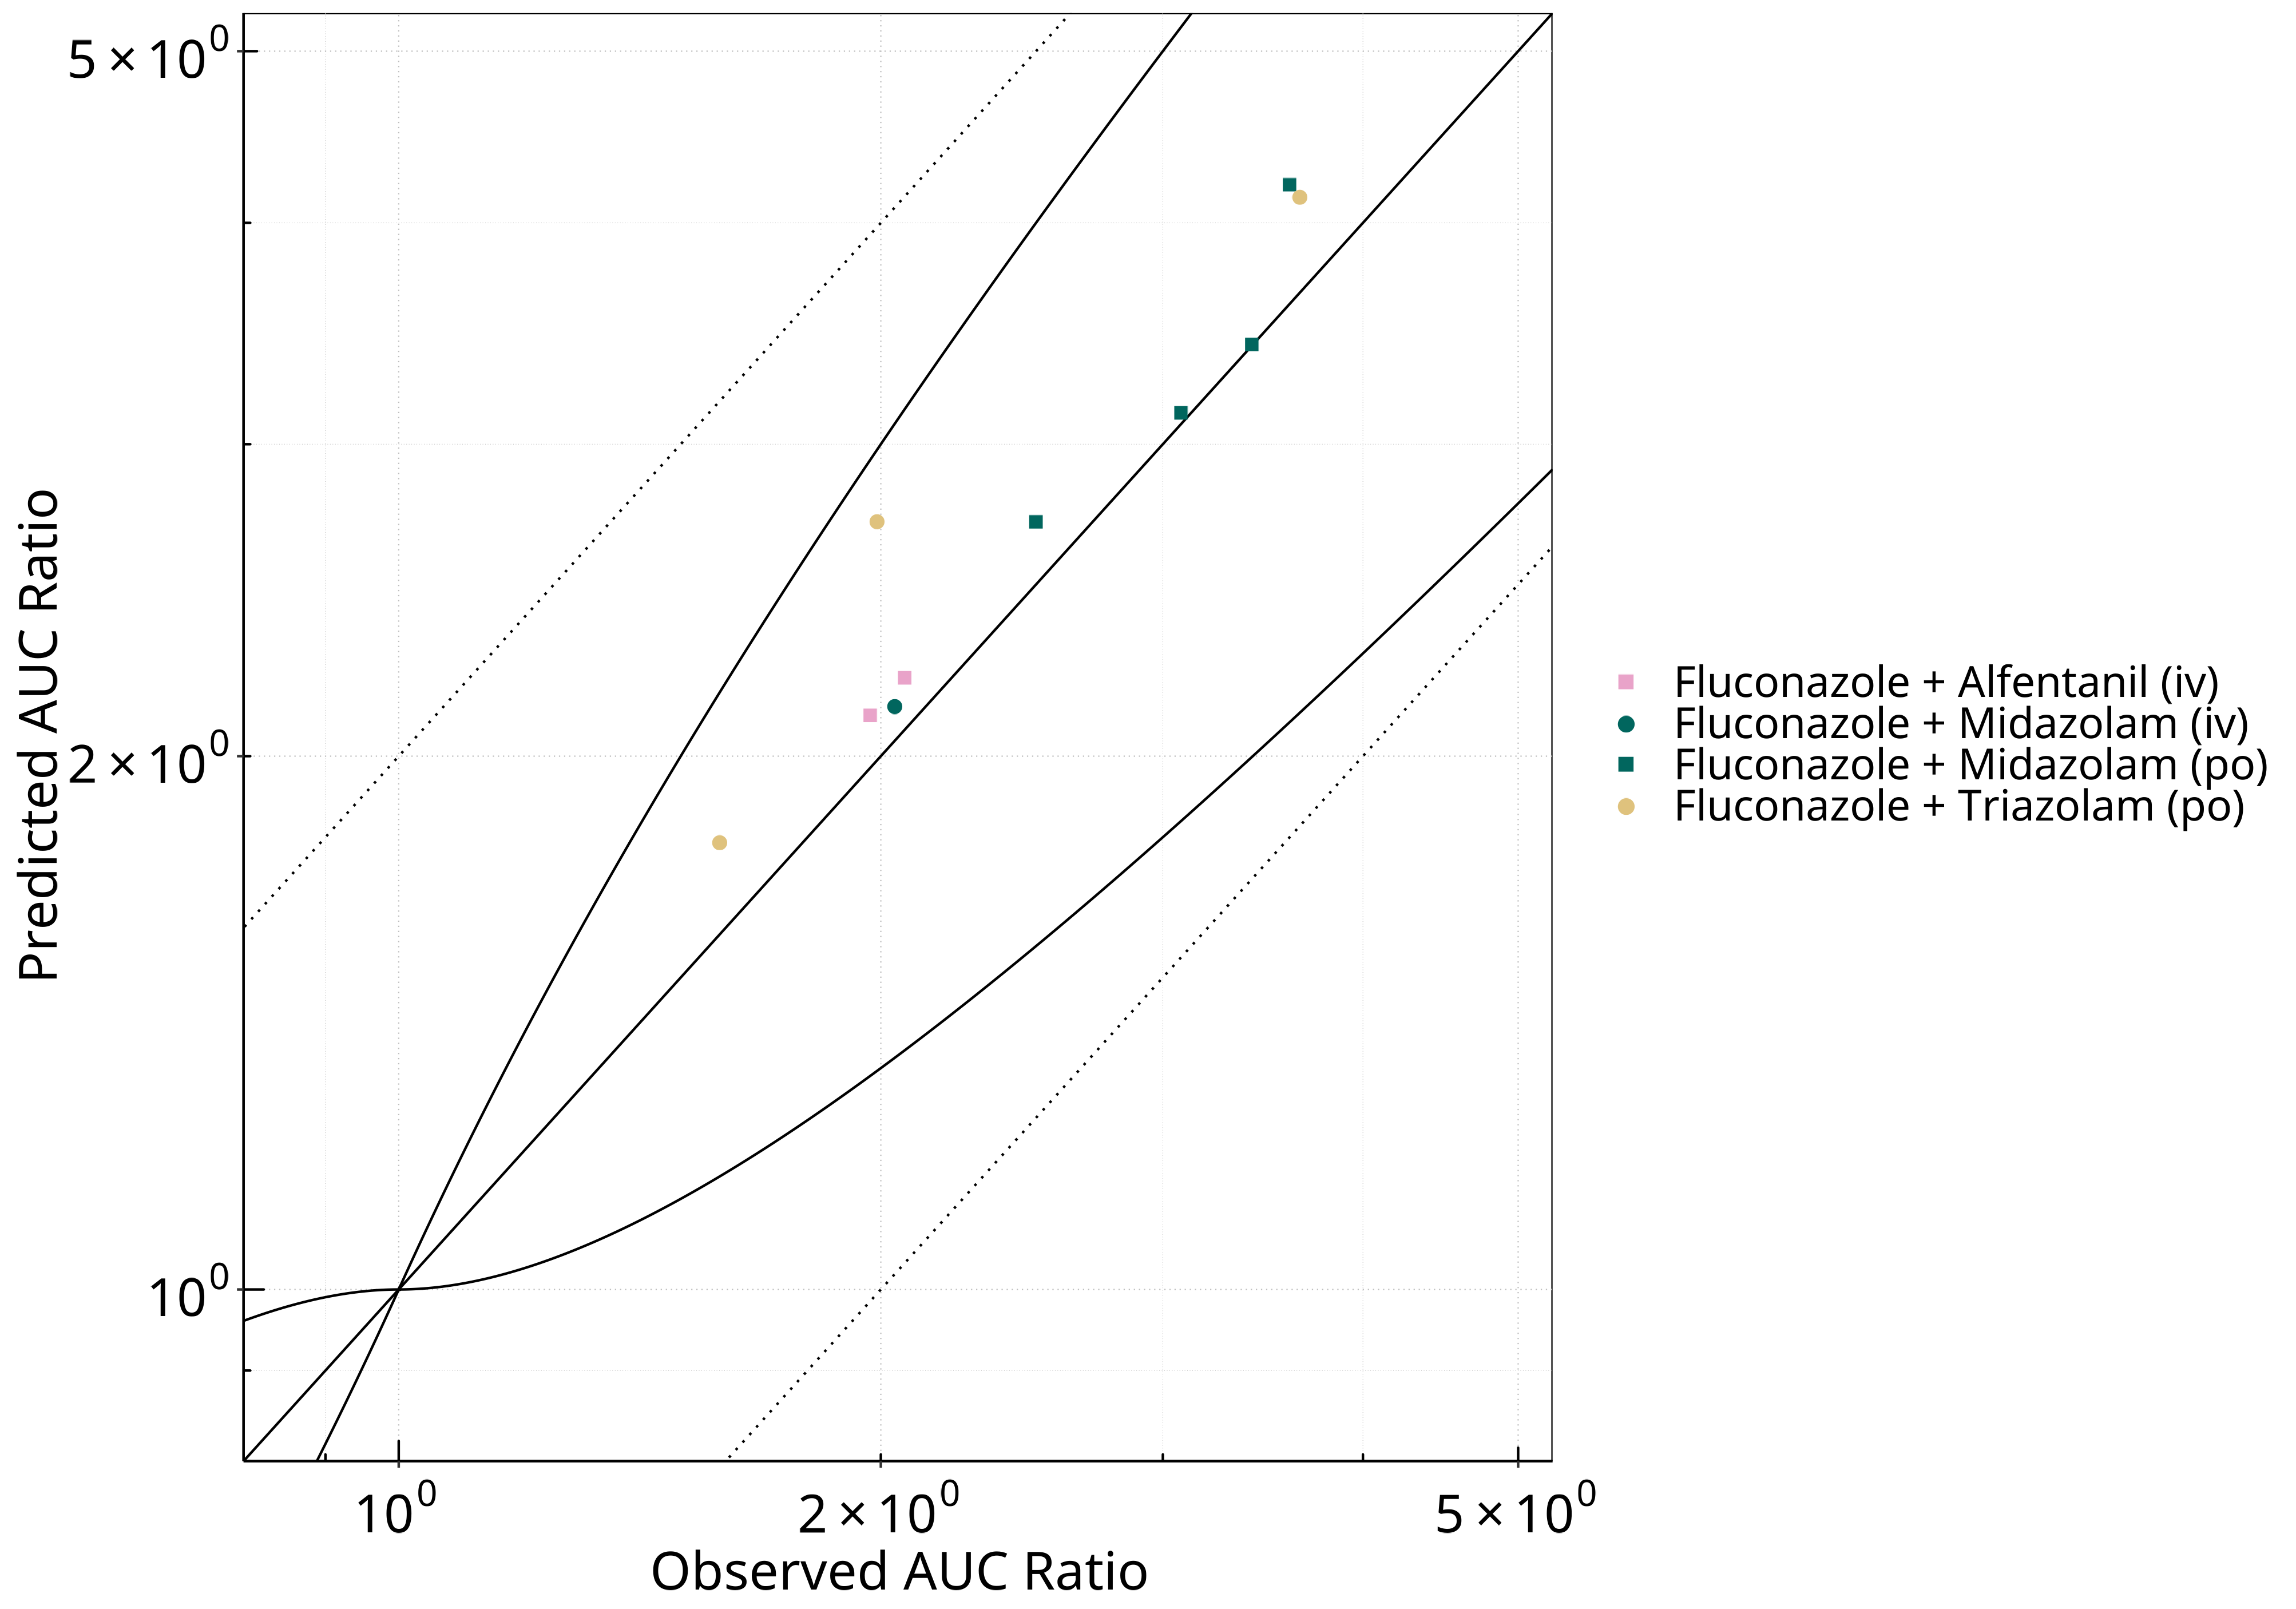 5 × 10⁰
2 × 10⁰
10⁰
Predicted AUC Ratio
10⁰
2 × 10⁰
5 × 10⁰
Observed AUC Ratio
Fluconazole + Alfentanil (iv)
Fluconazole + Midazolam (iv)
Fluconazole + Midazolam (po)
Fluconazole + Triazolam (po)